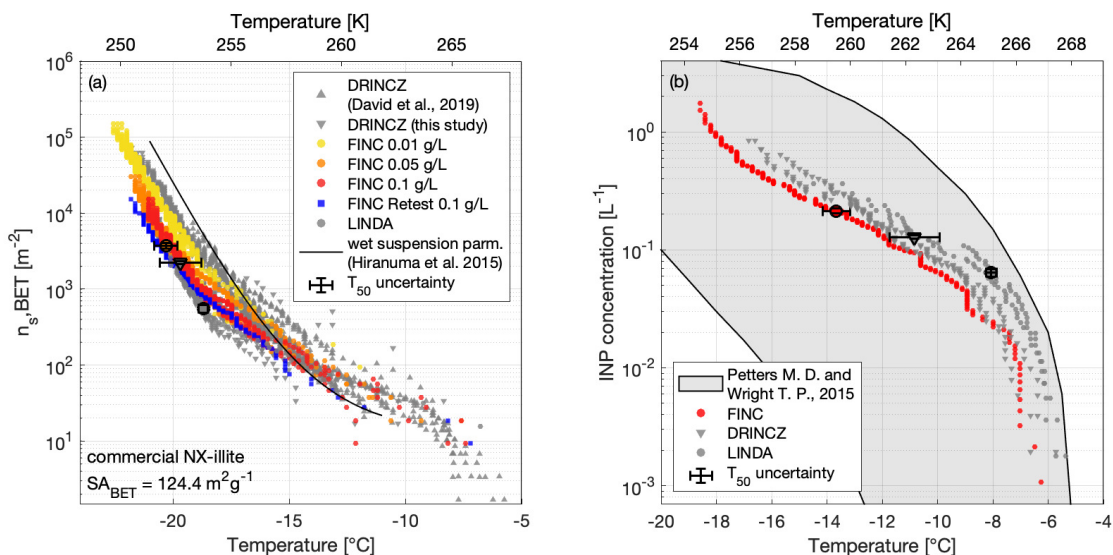 Temperature [K]
250 255 260 265
10^6
10^5
10^4
10^3
10^2
10^1
n_s,BET [m^-2]
(a)
DRINCZ
(David et al., 2019)
DRINCZ (this study)
FINC 0.01 g/L
FINC 0.05 g/L
FINC 0.1 g/L
FINC Retest 0.1 g/L
LINDA
wet suspension parm.
(Hiranuma et al. 2015)
T_50 uncertainty
commercial NX-illite
SA_BET = 124.4 m^2g^-1
-20 -15 -10 -5
Temperature [°C]
Temperature [K]
254 256 258 260 262 264 266 268
10^0
10^-1
10^-2
10^-3
INP concentration [L^-1]
(b)
Petters M. D. and
Wright T. P., 2015
FINC
DRINCZ
LINDA
T_50 uncertainty
-20 -18 -16 -14 -12 -10 -8 -6 -4
Temperature [°C]